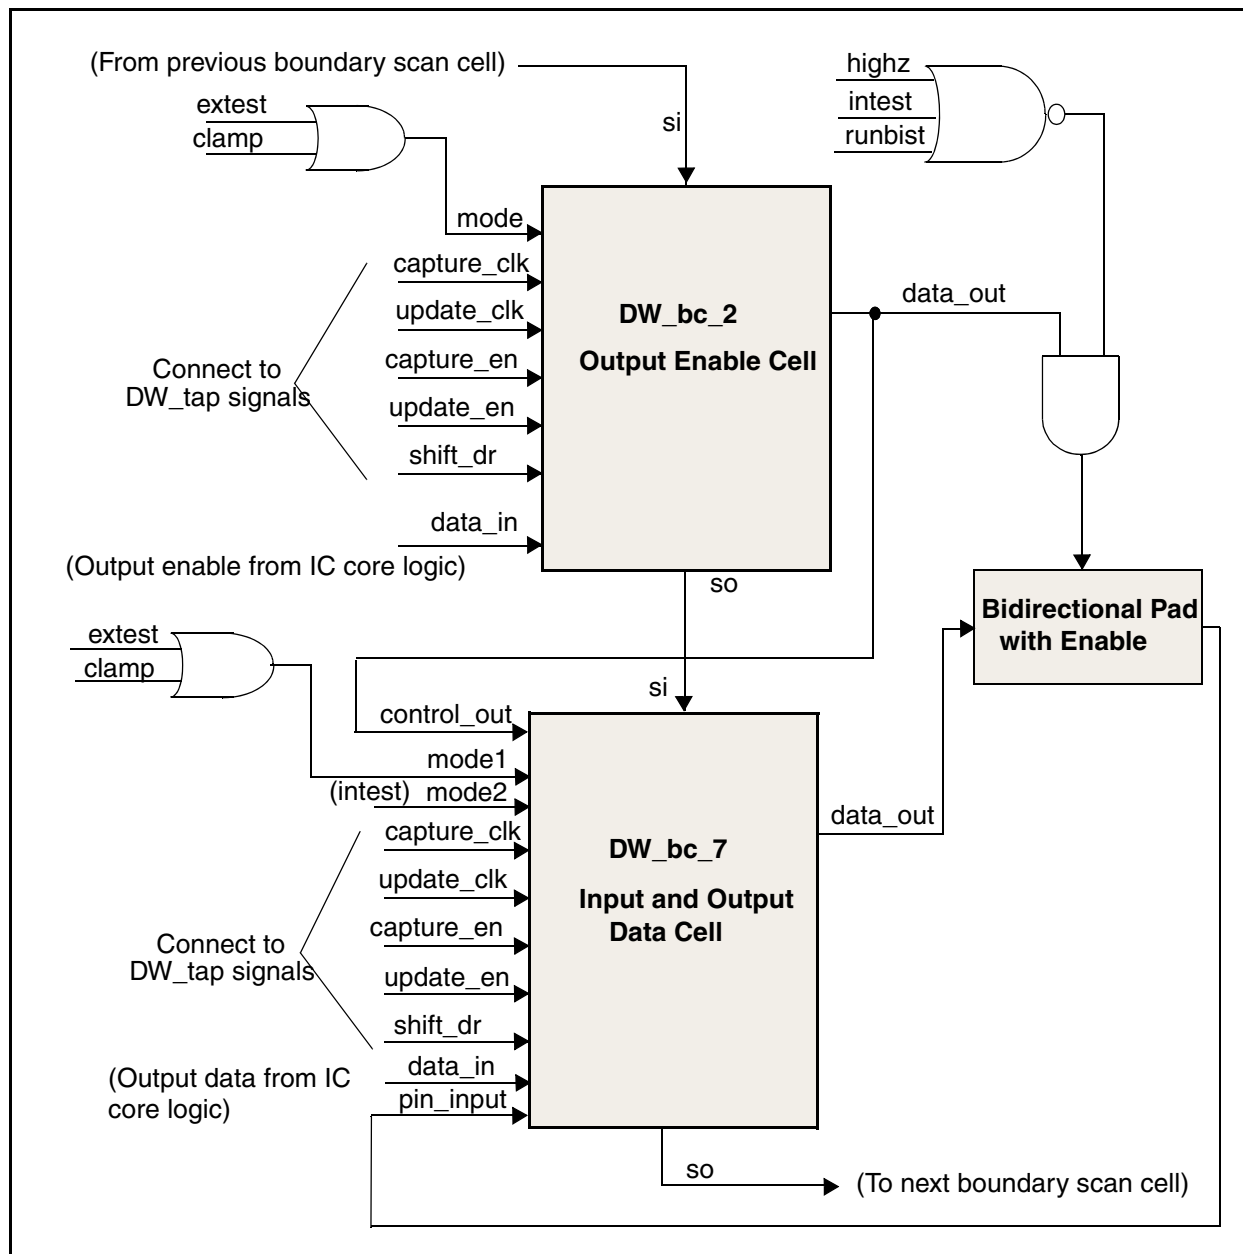 (From previous boundary scan cell)
highz
intest
runbist
extest
clamp
si
mode
capture_clk
update_clk
capture_en
update_en
shift_dr
data_in
Connect to
DW_tap signals
DW_bc_2
Output Enable Cell
data_out
(Output enable from IC core logic)
so
Bidirectional Pad
with Enable
extest
clamp
si
control_out
mode1
(intest) mode2
capture_clk
update_clk
capture_en
update_en
shift_dr
data_in
pin_input
Connect to
DW_tap signals
(Output data from IC
core logic)
DW_bc_7
Input and Output
Data Cell
data_out
so
(To next boundary scan cell)